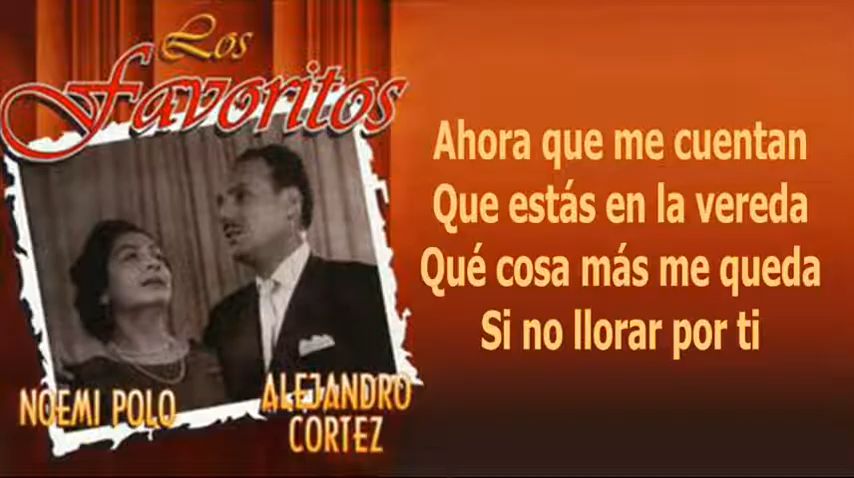 Los
Favoritos
NOEMI POLO
ALEJANDRO
CORTEZ
Ahora que me cuentan
Que estás en la vereda
Qué cosa más me queda
Si no llorar por ti